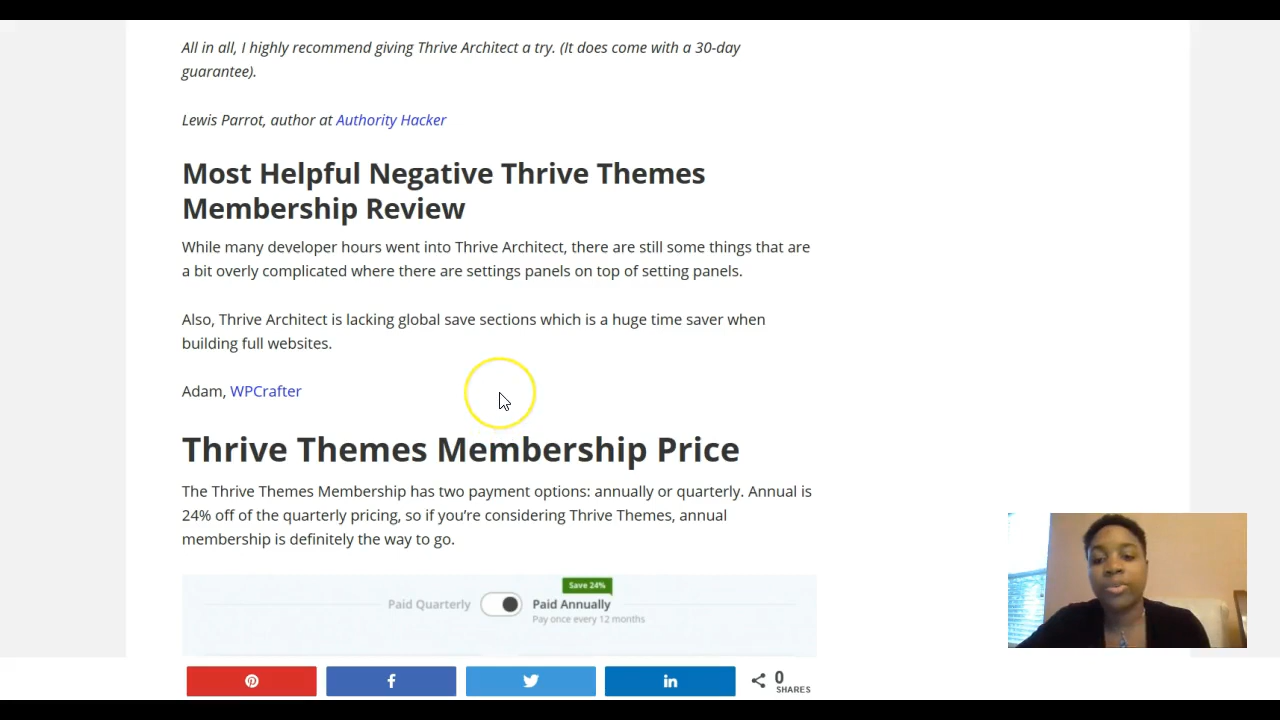 All in all, I highly recommend giving Thrive Architect a try. (It does come with a 30-day
guarantee).
Lewis Parrot, author at Authority Hacker
Most Helpful Negative Thrive Themes
Membership Review
While many developer hours went into Thrive Architect, there are still some things that are
a bit overly complicated where there are settings panels on top of setting panels.
Also, Thrive Architect is lacking global save sections which is a huge time saver when
building full websites.
Adam, WPCrafter
Thrive Themes Membership Price
The Thrive Themes Membership has two payment options: annually or quarterly. Annual is
24% off of the quarterly pricing, so if you’re considering Thrive Themes, annual
membership is definitely the way to go.
Save 24%
Paid Quarterly Paid Annually
Pay once every 12 months
0
SHARES